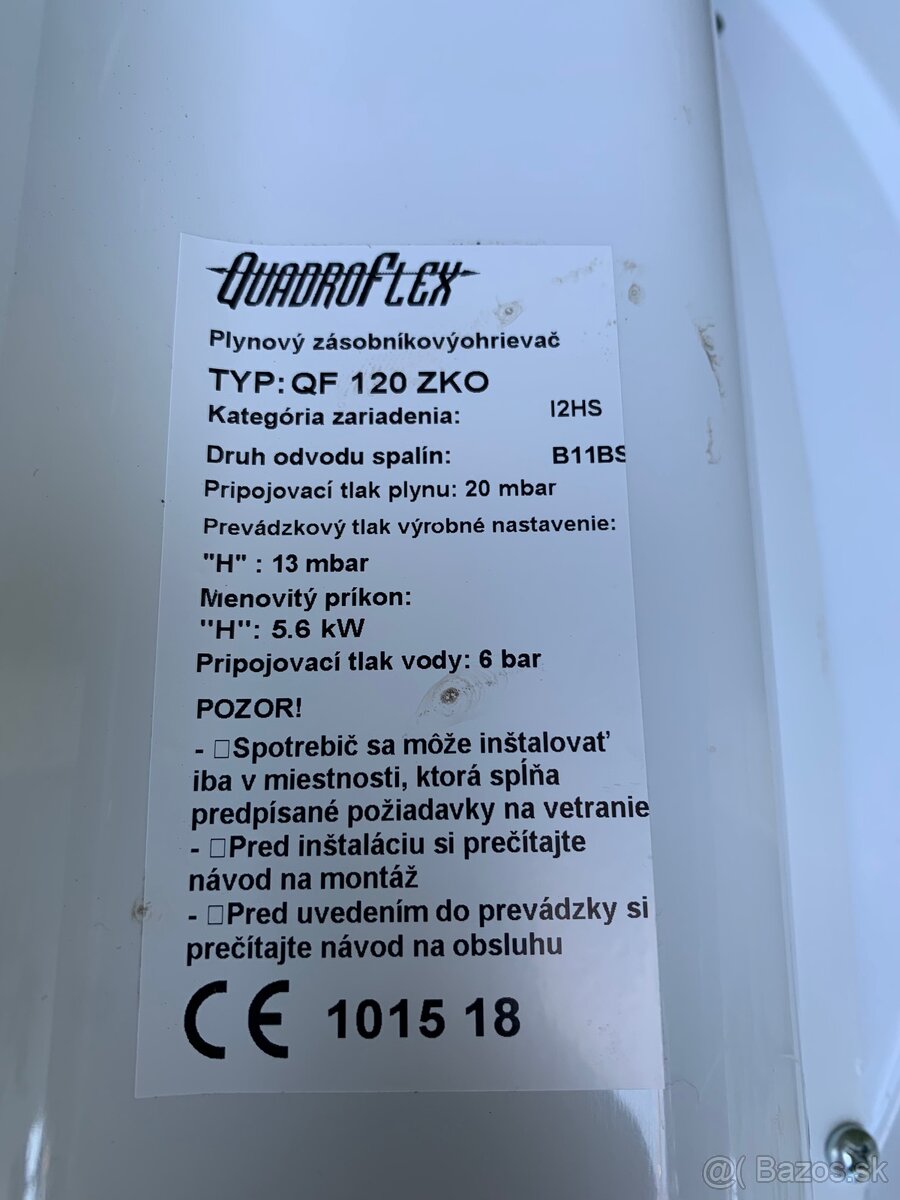 QUADROFLEX
Plynový zásobníkovýohrievač
TYP: QF 120 ZKO
Kategória zariadenia: I2HS
Druh odvodu spalín: B11BS
Pripojovací tlak plynu: 20 mbar
Prevádzkový tlak výrobné nastavenie:
"H" : 13 mbar
Menovitý príkon:
"H": 5.6 kW
Pripojovací tlak vody: 6 bar
POZOR!
- □Spotrebič sa môže inštalovať
iba v miestnosti, ktorá spĺňa
predpísané požiadavky na vetranie
- □Pred inštaláciu si prečítajte
návod na montáž
- □Pred uvedením do prevádzky si
prečítajte návod na obsluhu
CE 1015 18
@( Bazos.sk